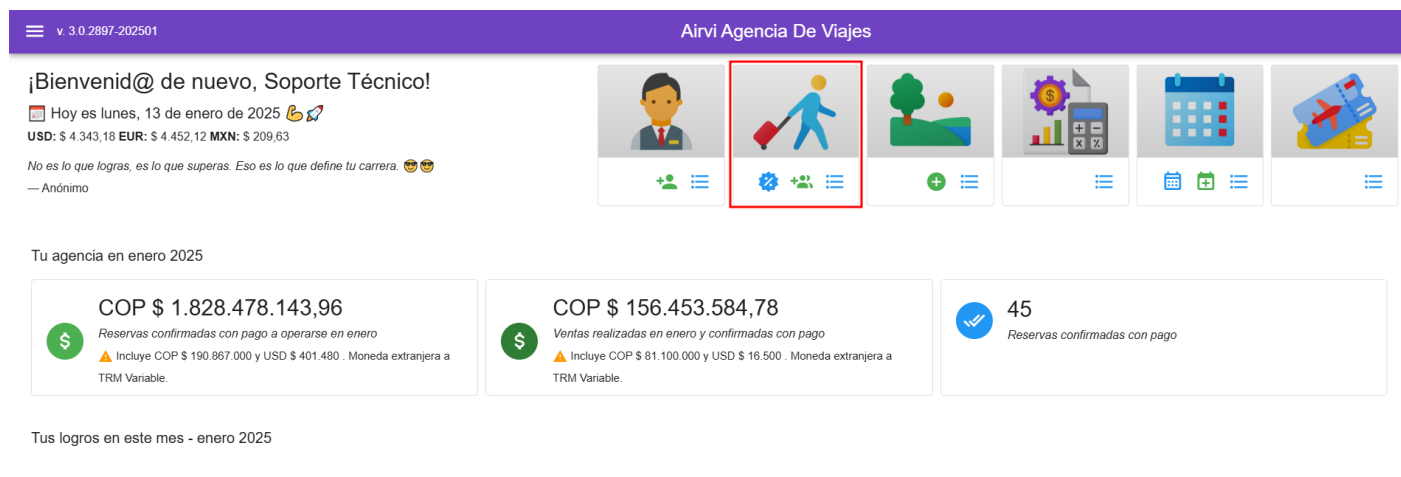 v. 3.0.2897-202501
Airvi Agencia De Viajes
¡Bienvenid@ de nuevo, Soporte Técnico!
Hoy es lunes, 13 de enero de 2025 💪🚀
USD: $ 4.343,18 EUR: $ 4.452,12 MXN: $ 209,63
No es lo que logras, es lo que superas. Eso es lo que define tu carrera. 😎😎
— Anónimo
Tu agencia en enero 2025
COP $ 1.828.478.143,96
Reservas confirmadas con pago a operarse en enero
⚠ Incluye COP $ 190.867.000 y USD $ 401.480 . Moneda extranjera a
TRM Variable.
COP $ 156.453.584,78
Ventas realizadas en enero y confirmadas con pago
⚠ Incluye COP $ 81.100.000 y USD $ 16.500 . Moneda extranjera a
TRM Variable.
45
Reservas confirmadas con pago
Tus logros en este mes - enero 2025